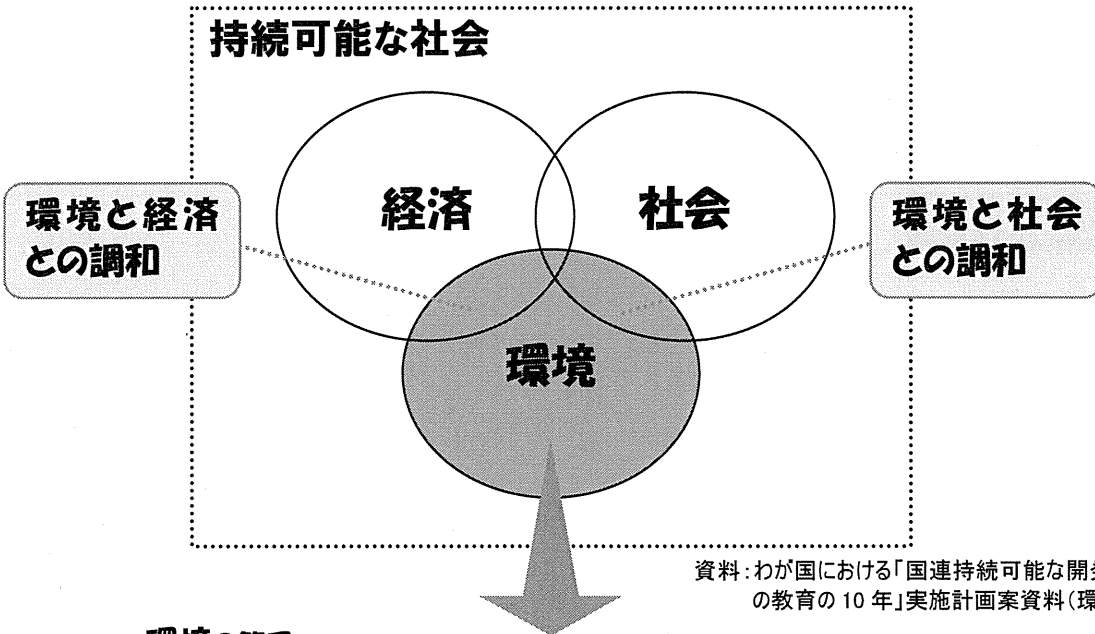 持続可能な社会
経済
社会
環境と経済
との調和
環境と社会
との調和
環境
資料:わが国における「国連持続可能な開発
の教育の10年」実施計画案資料(環